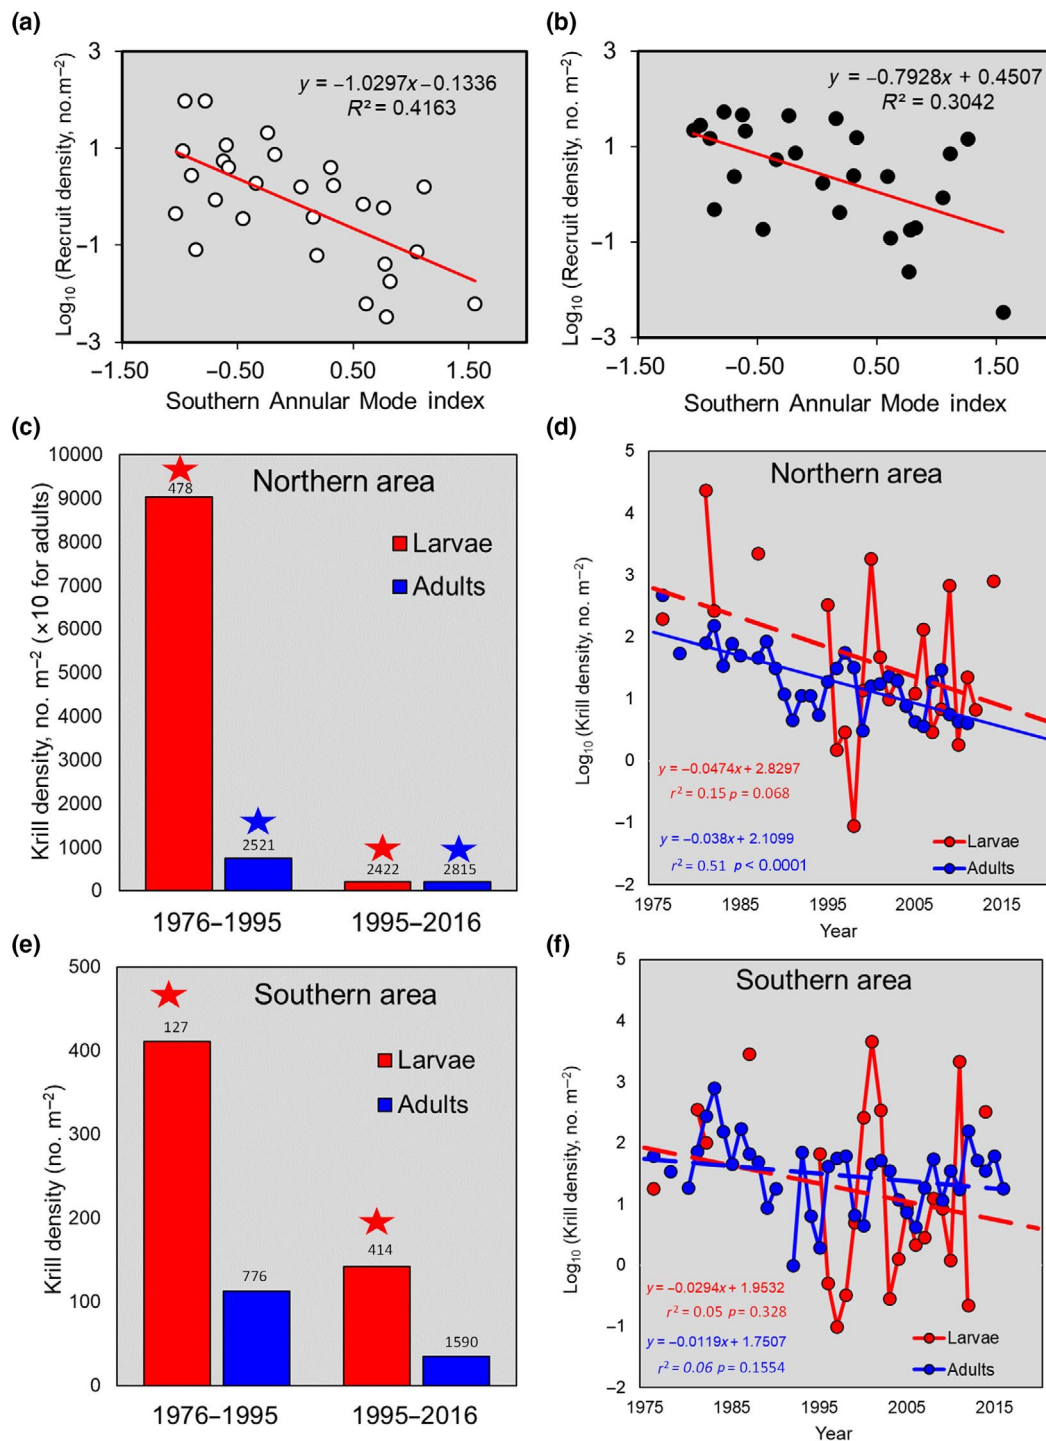 (a)
3
1
−1
−3
Log₁₀ (Recruit density, no.m⁻²)
y = −1.0297x−0.1336
R² = 0.4163
−1.50 −0.50 0.50 1.50
Southern Annular Mode index
(b)
3
1
−1
−3
Log₁₀ (Recruit density, no.m⁻²)
y = −0.7928x + 0.4507
R² = 0.3042
−1.50 −0.50 0.50 1.50
Southern Annular Mode index
(c)
10000
9000
8000
7000
6000
5000
4000
3000
2000
1000
0
Krill density, no. m⁻² (×10 for adults)
Northern area
Larvae
Adults
478
2521
2422
2815
1976–1995 1995–2016
(d)
5
4
3
2
1
0
−1
−2
Log₁₀ (Krill density, no. m⁻²)
Northern area
y = −0.0474x + 2.8297
r² = 0.15 p = 0.068
y = −0.038x + 2.1099
r² = 0.51 p < 0.0001
Larvae
Adults
1975 1985 1995 2005 2015
Year
(e)
500
400
300
200
100
0
Krill density (no. m⁻²)
Southern area
Larvae
Adults
127
776
414
1590
1976–1995 1995–2016
(f)
5
4
3
2
1
0
−1
−2
Log₁₀ (Krill density, no. m⁻²)
Southern area
y = −0.0294x + 1.9532
r² = 0.05 p = 0.328
y = −0.0119x + 1.7507
r² = 0.06 p = 0.1554
Larvae
Adults
1975 1985 1995 2005 2015
Year